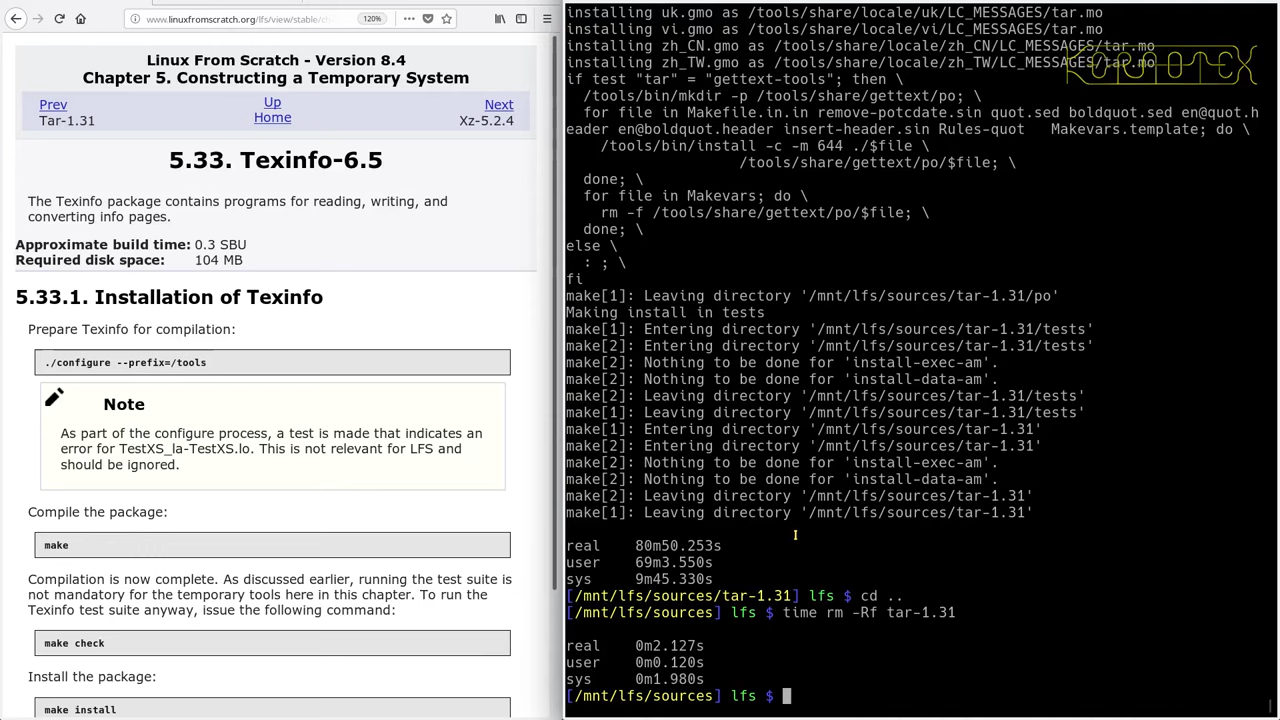 www.linuxfromscratch.org/lfs/view/stable/ch
120%
Linux From Scratch - Version 8.4
Chapter 5. Constructing a Temporary System
Prev
Up
Next
Tar-1.31
Home
Xz-5.2.4
5.33. Texinfo-6.5
The Texinfo package contains programs for reading, writing, and
converting info pages.
Approximate build time: 0.3 SBU
Required disk space: 104 MB
5.33.1. Installation of Texinfo
Prepare Texinfo for compilation:
./configure --prefix=/tools
Note
As part of the configure process, a test is made that indicates an
error for TestXS_la-TestXS.lo. This is not relevant for LFS and
should be ignored.
Compile the package:
make
Compilation is now complete. As discussed earlier, running the test suite is
not mandatory for the temporary tools here in this chapter. To run the
Texinfo test suite anyway, issue the following command:
make check
Install the package:
make install
installing uk.gmo as /tools/share/locale/uk/LC_MESSAGES/tar.mo
installing vi.gmo as /tools/share/locale/vi/LC_MESSAGES/tar.mo
installing zh_CN.gmo as /tools/share/locale/zh_CN/LC_MESSAGES/tar.mo
installing zh_TW.gmo as /tools/share/locale/zh_TW/LC_MESSAGES/tar.mo
if test "tar" = "gettext-tools"; then \
  /tools/bin/mkdir -p /tools/share/gettext/po; \
  for file in Makefile.in.in remove-potcdate.sin quot.sed boldquot.sed en@quot.h
eader en@boldquot.header insert-header.sin Rules-quot   Makevars.template; do \
    /tools/bin/install -c -m 644 ./$file \
                     /tools/share/gettext/po/$file; \
  done; \
  for file in Makevars; do \
    rm -f /tools/share/gettext/po/$file; \
  done; \
else \
  : ; \
fi
make[1]: Leaving directory '/mnt/lfs/sources/tar-1.31/po'
Making install in tests
make[1]: Entering directory '/mnt/lfs/sources/tar-1.31/tests'
make[2]: Entering directory '/mnt/lfs/sources/tar-1.31/tests'
make[2]: Nothing to be done for 'install-exec-am'.
make[2]: Nothing to be done for 'install-data-am'.
make[2]: Leaving directory '/mnt/lfs/sources/tar-1.31/tests'
make[1]: Leaving directory '/mnt/lfs/sources/tar-1.31/tests'
make[1]: Entering directory '/mnt/lfs/sources/tar-1.31'
make[2]: Entering directory '/mnt/lfs/sources/tar-1.31'
make[2]: Nothing to be done for 'install-exec-am'.
make[2]: Nothing to be done for 'install-data-am'.
make[2]: Leaving directory '/mnt/lfs/sources/tar-1.31'
make[1]: Leaving directory '/mnt/lfs/sources/tar-1.31'
real    80m50.253s
user    69m3.550s
sys     9m45.330s
[/mnt/lfs/sources/tar-1.31] lfs $ cd ..
[/mnt/lfs/sources] lfs $ time rm -Rf tar-1.31
real    0m2.127s
user    0m0.120s
sys     0m1.980s
[/mnt/lfs/sources] lfs $